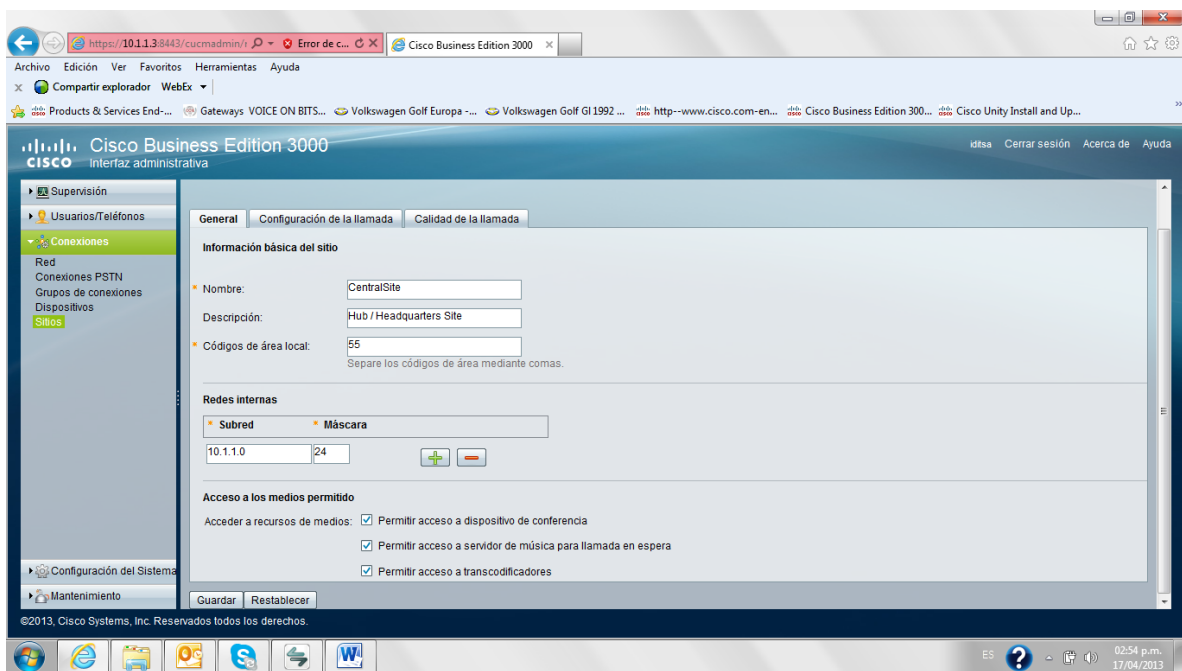 https://10.1.1.3:8443/cucmadmin/ Error de c... Cisco Business Edition 3000
Archivo Edición Ver Favoritos Herramientas Ayuda
Compartir explorador WebEx
Products & Services End-... Gateways VOICE ON BITS... Volkswagen Golf Europa -... Volkswagen Golf GI 1992 ... http--www.cisco.com-en... Cisco Business Edition 300... Cisco Unity Install and Up...
CISCO Cisco Business Edition 3000
Interfaz administrativa
iditsa Cerrar sesión Acerca de Ayuda
Supervisión
Usuarios/Teléfonos
Conexiones
Red
Conexiones PSTN
Grupos de conexiones
Dispositivos
Sitios
Configuración del Sistema
Mantenimiento
General Configuración de la llamada Calidad de la llamada
Información básica del sitio
* Nombre: CentralSite
Descripción: Hub / Headquarters Site
* Códigos de área local: 55
Separe los códigos de área mediante comas.
Redes internas
* Subred * Máscara
10.1.1.0 24
Acceso a los medios permitido
Acceder a recursos de medios: Permitir acceso a dispositivo de conferencia
Permitir acceso a servidor de música para llamada en espera
Permitir acceso a transcodificadores
Guardar Restablecer
©2013, Cisco Systems, Inc. Reservados todos los derechos.
ES 02:54 p.m.
17/04/2013